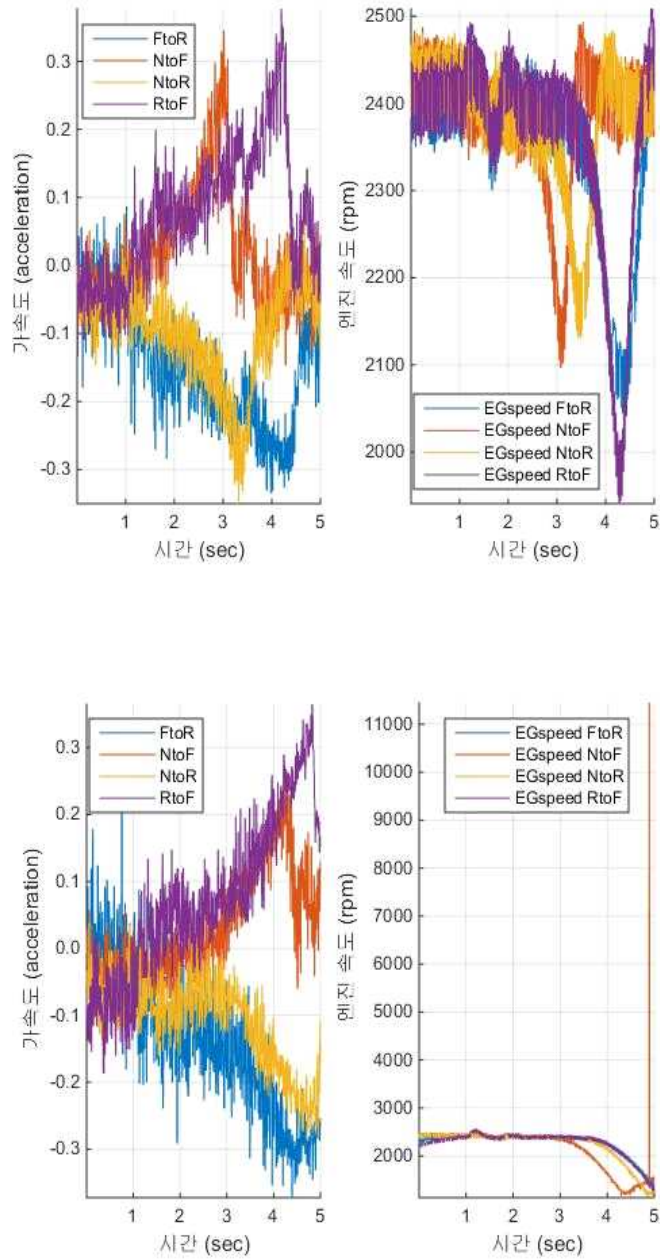 0.3
0.2
0.1
0.0
-0.1
-0.2
-0.3
가속도 (acceleration)
FtoR
NtoF
NtoR
RtoF
1 2 3 4 5
시간 (sec)
2500
2400
2300
2200
2100
2000
엔진 속도 (rpm)
EGspeed FtoR
EGspeed NtoF
EGspeed NtoR
EGspeed RtoF
1 2 3 4 5
시간 (sec)
0.3
0.2
0.1
0.0
-0.1
-0.2
-0.3
가속도 (acceleration)
FtoR
NtoF
NtoR
RtoF
1 2 3 4 5
시간 (sec)
11000
10000
9000
8000
7000
6000
5000
4000
3000
2000
엔진 속도 (rpm)
EGspeed FtoR
EGspeed NtoF
EGspeed NtoR
EGspeed RtoF
1 2 3 4 5
시간 (sec)